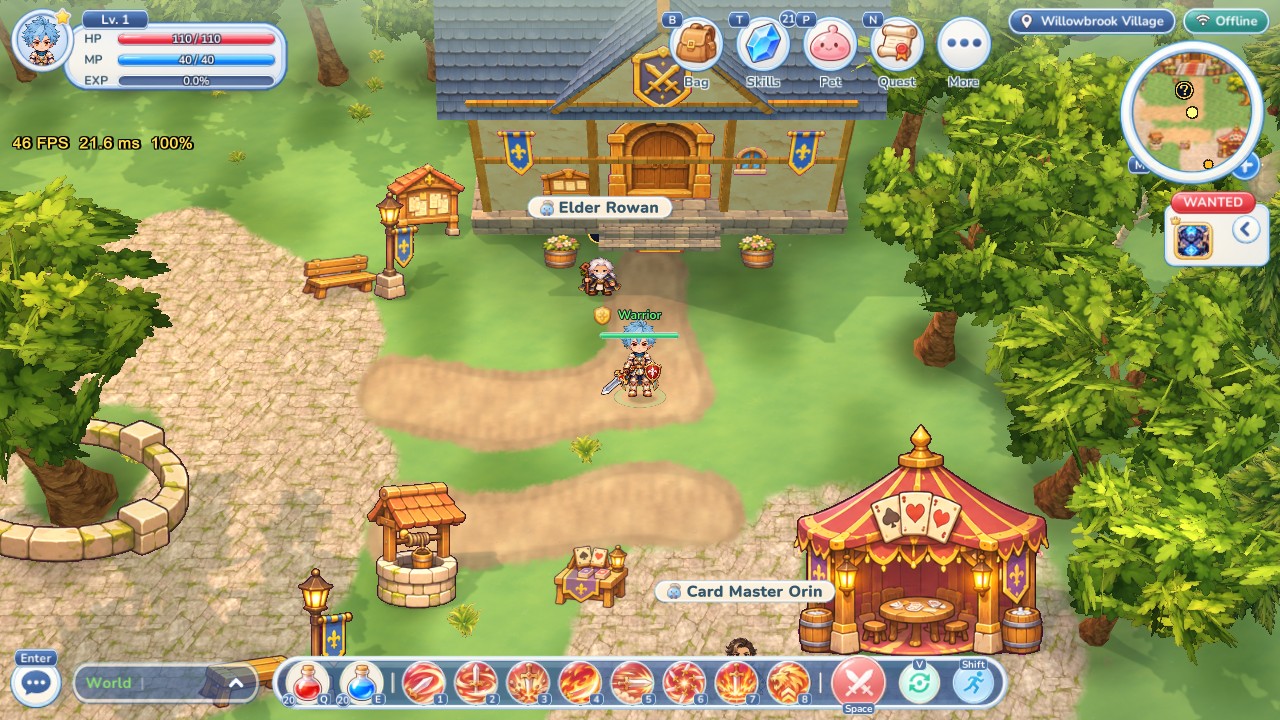 Lv. 1
HP 110/110
MP 40/40
EXP 0.0%
46 FPS 21.6 ms 100%
B T 21 P N
Bag Skills Pet Quest More
Willowbrook Village
Offline
M
WANTED
Elder Rowan
Warrior
Card Master Orin
Enter
World
20 Q 20 E 1 2 3 4 5 6 7 8
Space
V
Shift